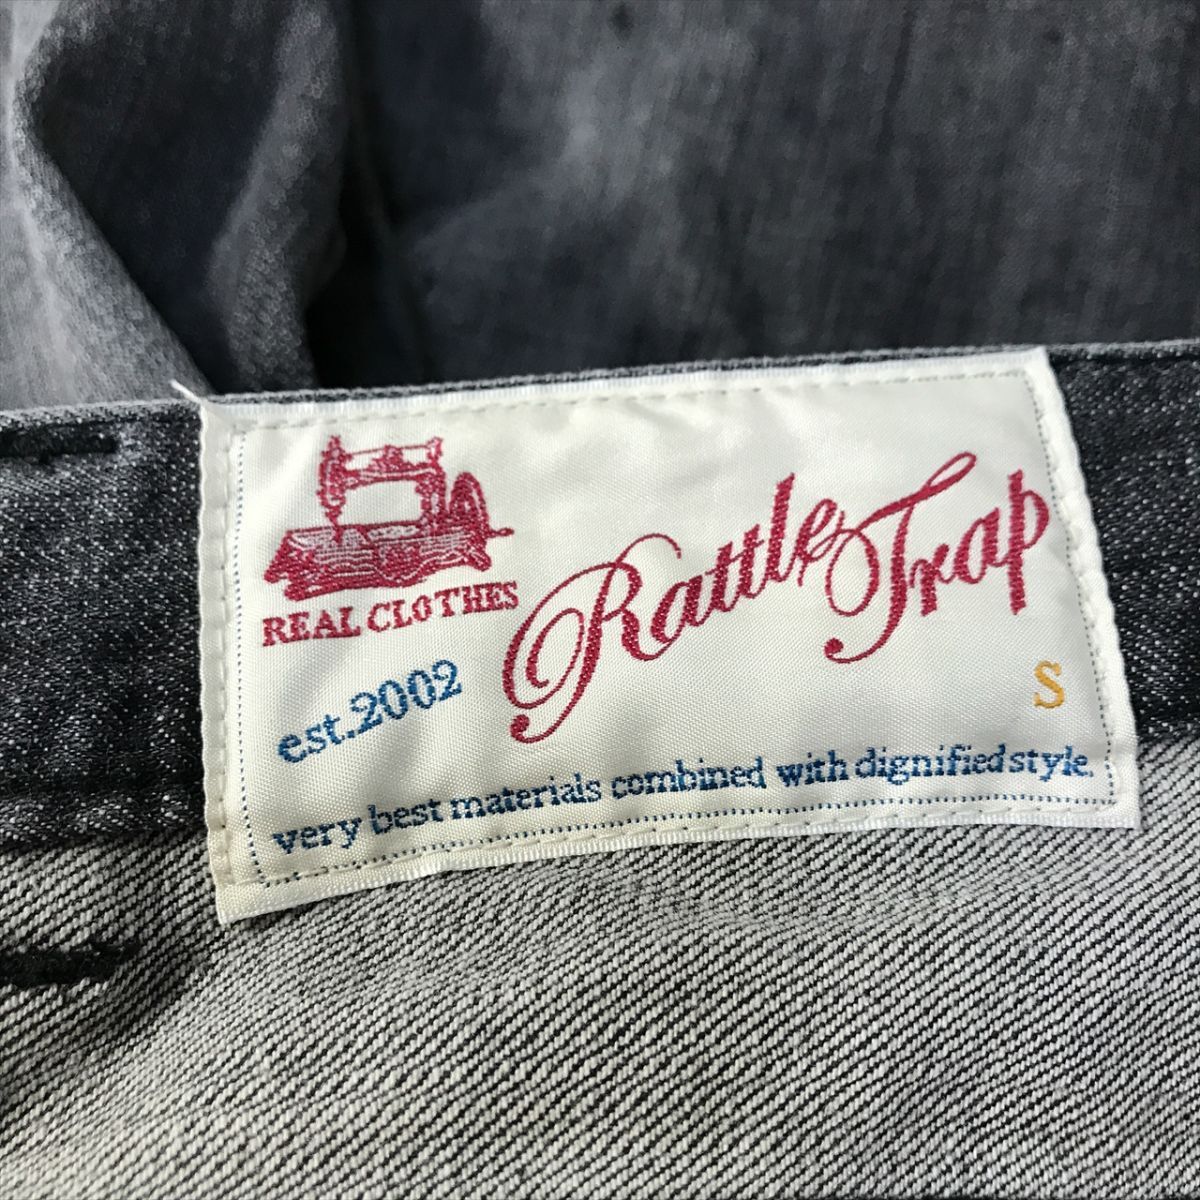 REAL CLOTHES
Rattle Trap
est.2002
S
very best materials combined with dignified style.